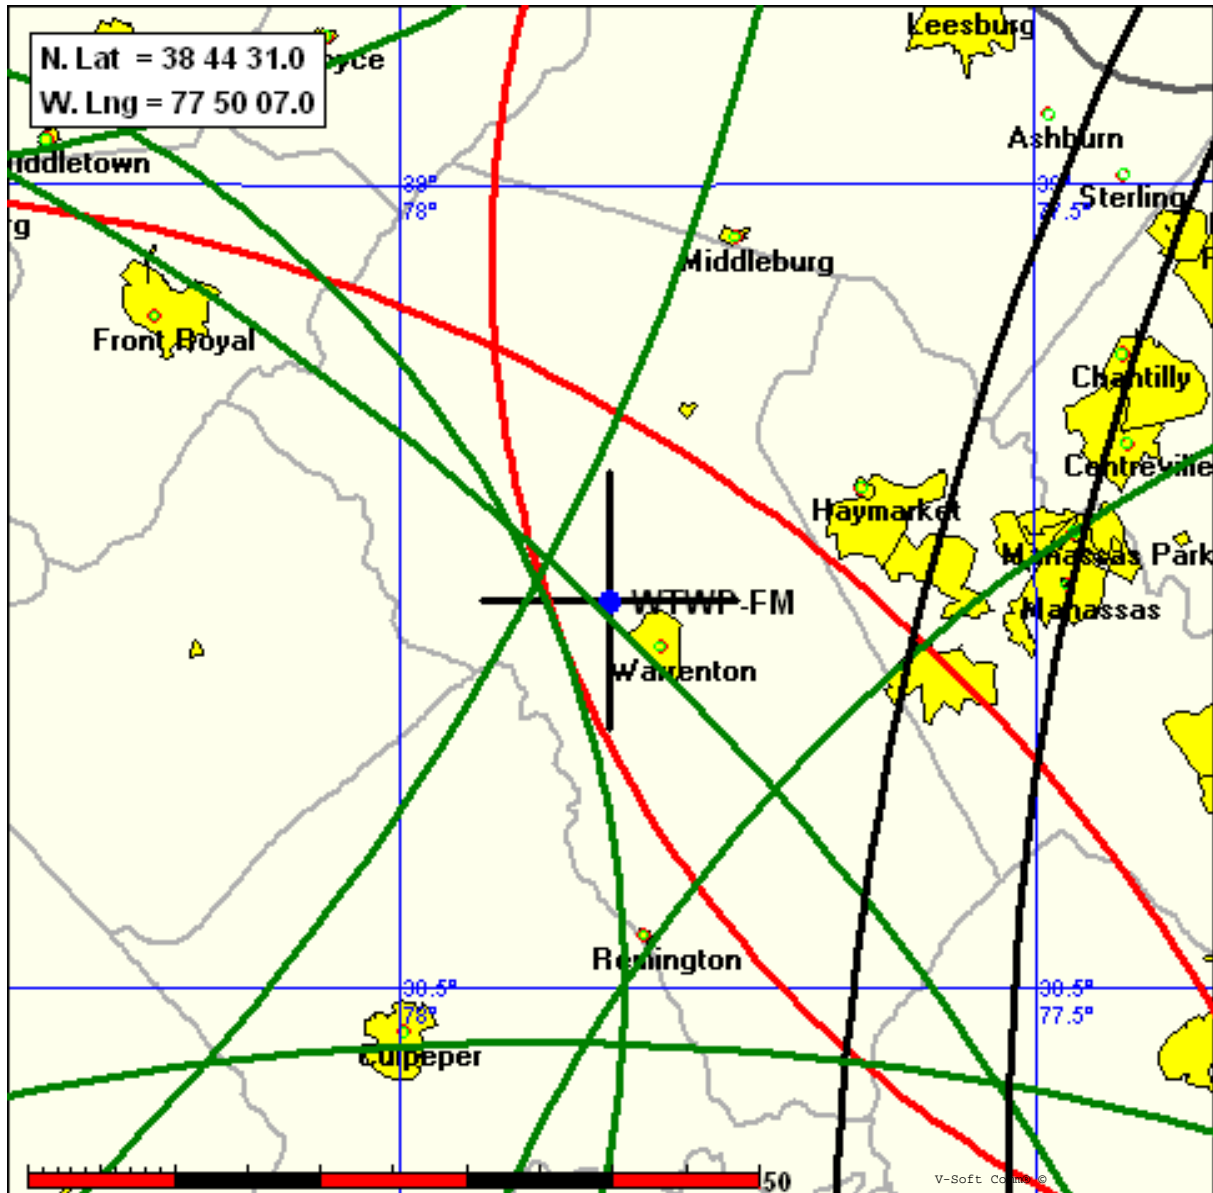 Leesburg
N. Lat = 38 44 31.0
W. Lng = 77 50 07.0
Ashburn
39°
78°
39°
77.5°
Sterling
Middleburg
Front Royal
Chantilly
Centreville
Haymarket
Manassas Park
Manassas
WTWP-FM
Warrenton
Remington
38.5°
78°
38.5°
77.5°
Culpeper
50
V-Soft Comm® ©